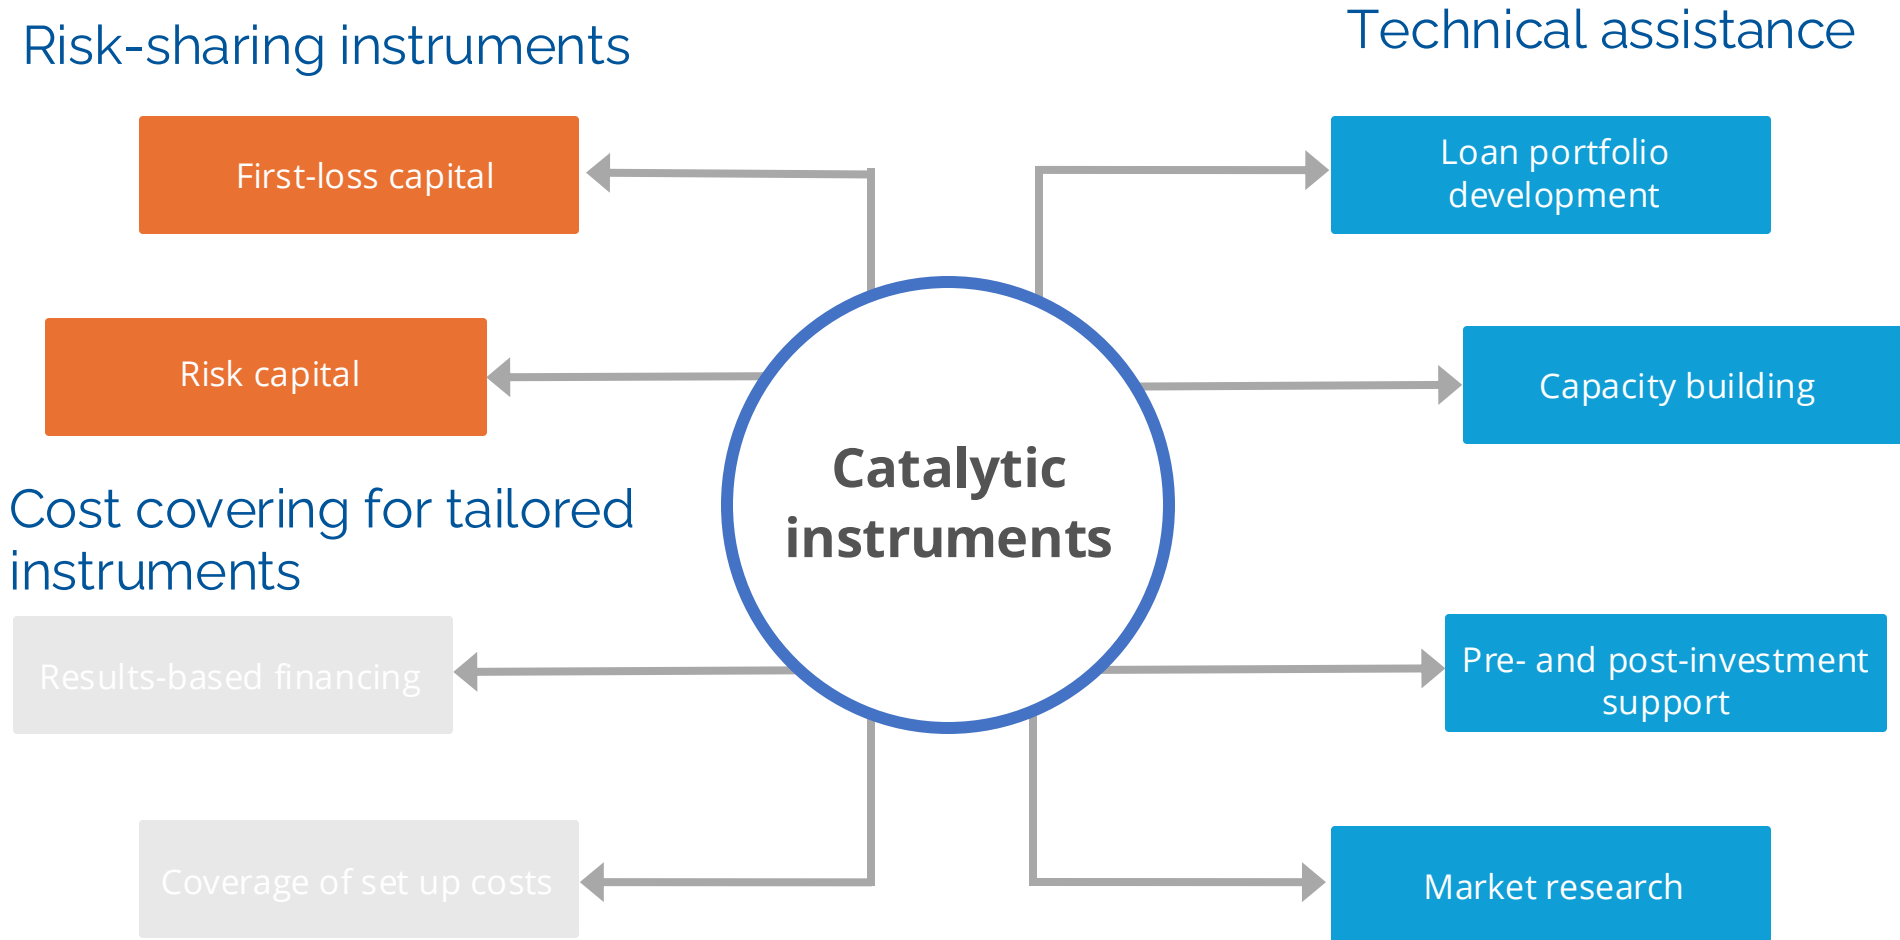 Risk-sharing instruments
First-loss capital
Risk capital
Cost covering for tailored
instruments
Results-based financing
Coverage of set up costs
Catalytic
instruments
Technical assistance
Loan portfolio
development
Capacity building
Pre- and post-investment
support
Market research